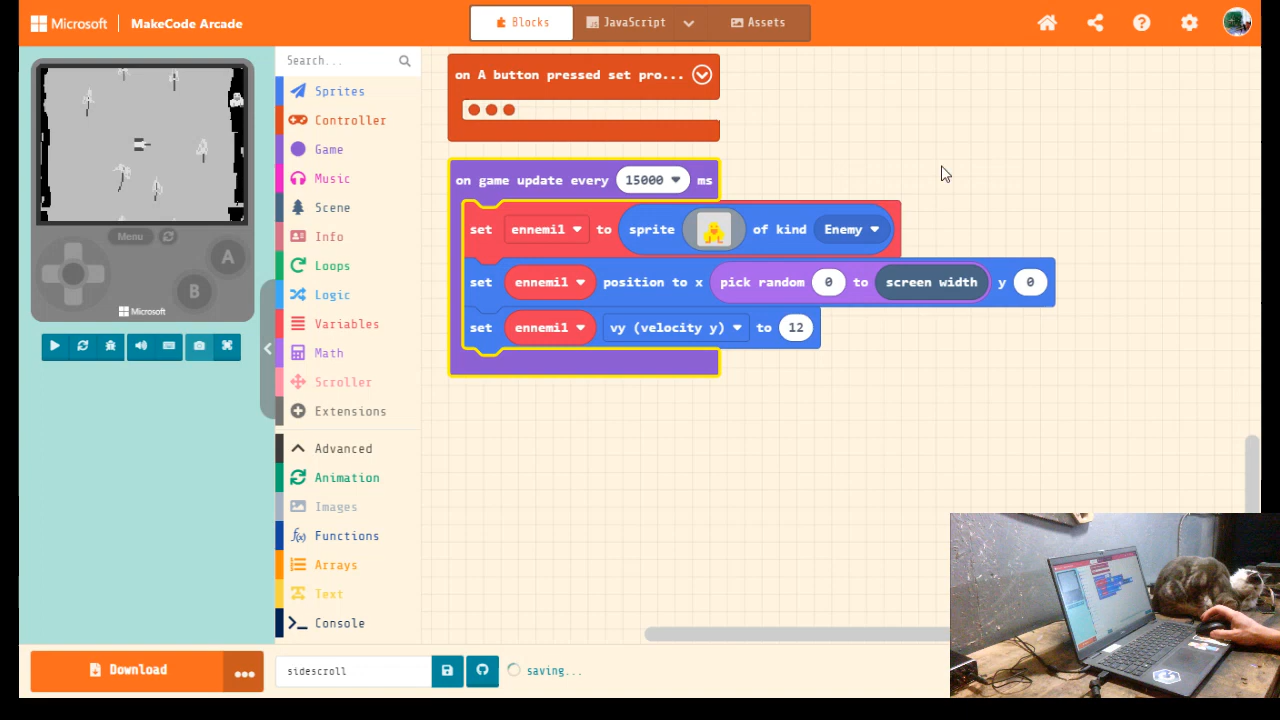 Microsoft MakeCode Arcade
Blocks JavaScript Assets
Search...
Sprites
Controller
Game
Music
Scene
Info
Loops
Logic
Variables
Math
Scroller
Extensions
Advanced
Animation
Images
Functions
Arrays
Text
Console
on A button pressed set pro...
on game update every 15000 ms
set ennemi1 to sprite of kind Enemy
set ennemi1 position to x pick random 0 to screen width y 0
set ennemi1 vy (velocity y) to 12
Menu
A
B
Microsoft
Download
sidescroll
saving...